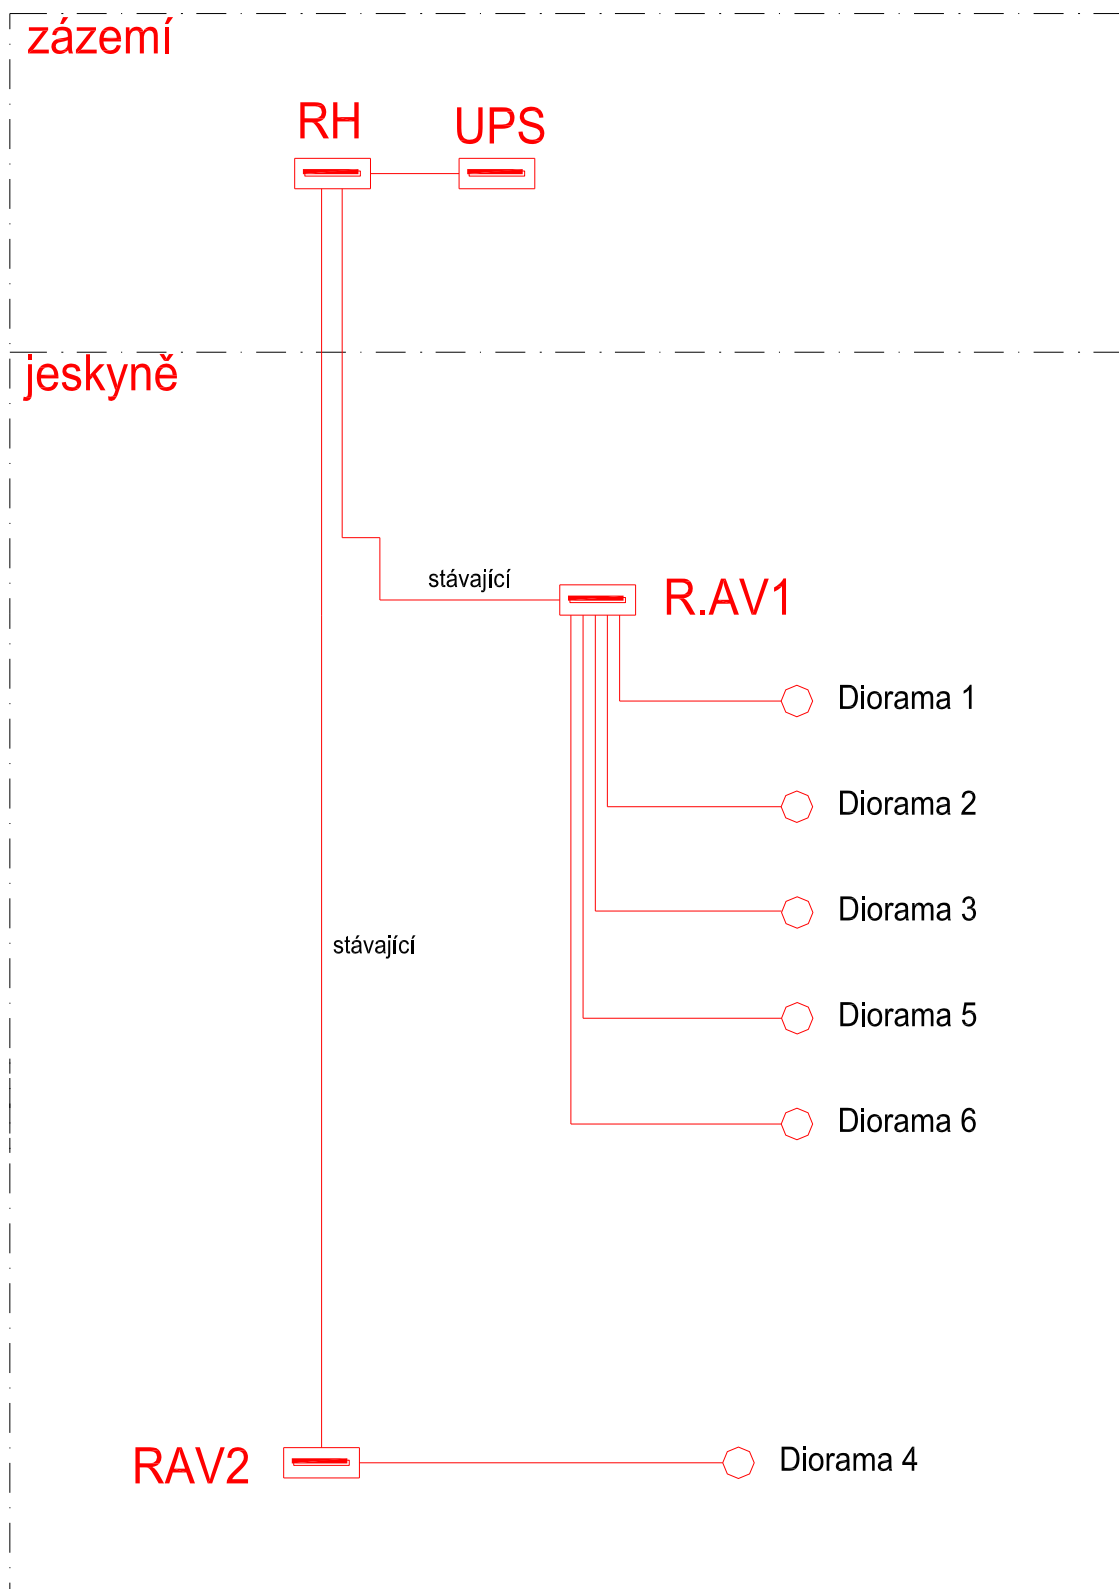 zázemí
RH
UPS
jeskyně
stávající
R.AV1
Diorama 1
Diorama 2
Diorama 3
stávající
Diorama 5
Diorama 6
RAV2
Diorama 4